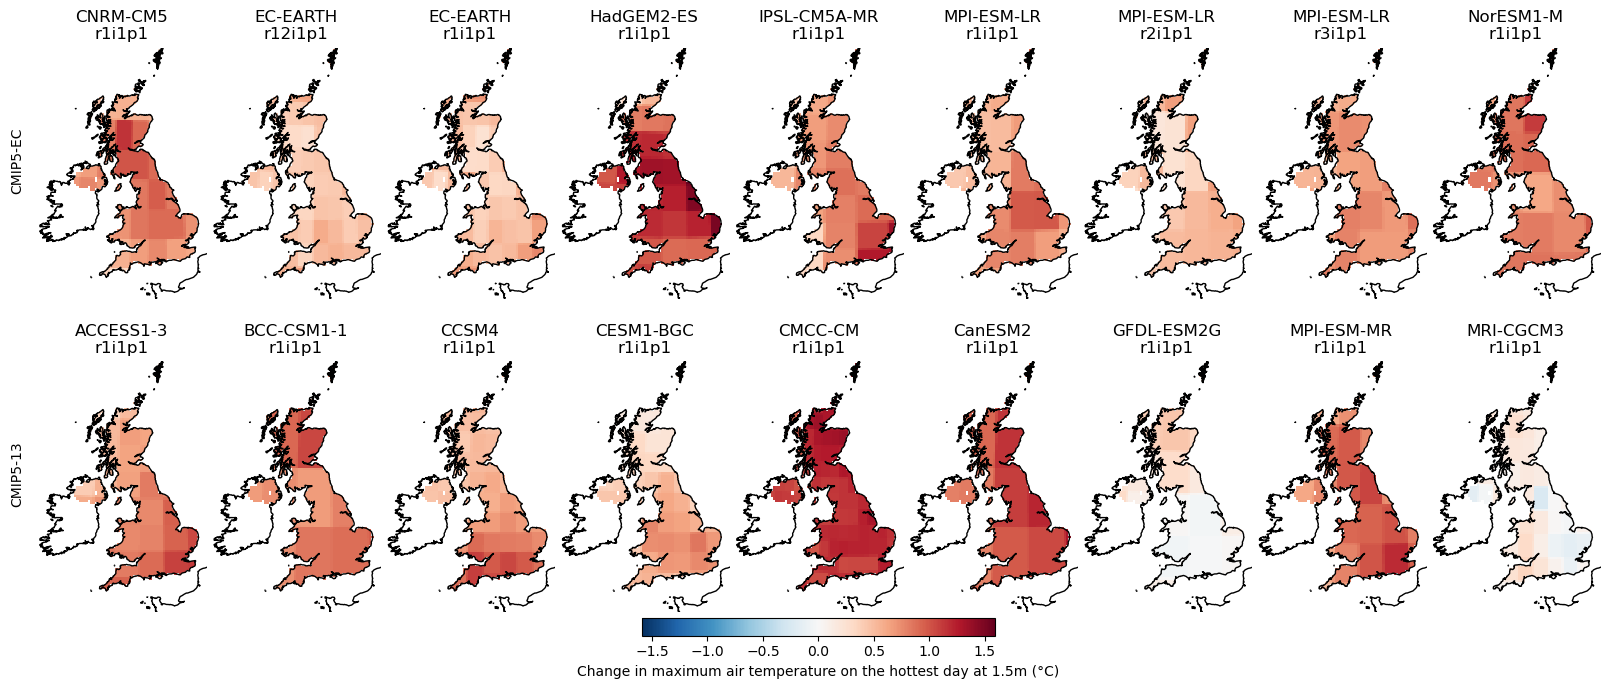 CNRM-CM5
r1i1p1
EC-EARTH
r12i1p1
EC-EARTH
r1i1p1
HadGEM2-ES
r1i1p1
IPSL-CM5A-MR
r1i1p1
MPI-ESM-LR
r1i1p1
MPI-ESM-LR
r2i1p1
MPI-ESM-LR
r3i1p1
NorESM1-M
r1i1p1
CMIP5-EC
ACCESS1-3
r1i1p1
BCC-CSM1-1
r1i1p1
CCSM4
r1i1p1
CESM1-BGC
r1i1p1
CMCC-CM
r1i1p1
CanESM2
r1i1p1
GFDL-ESM2G
r1i1p1
MPI-ESM-MR
r1i1p1
MRI-CGCM3
r1i1p1
CMIP5-13
−1.5 −1.0 −0.5 0.0 0.5 1.0 1.5
Change in maximum air temperature on the hottest day at 1.5m (°C)